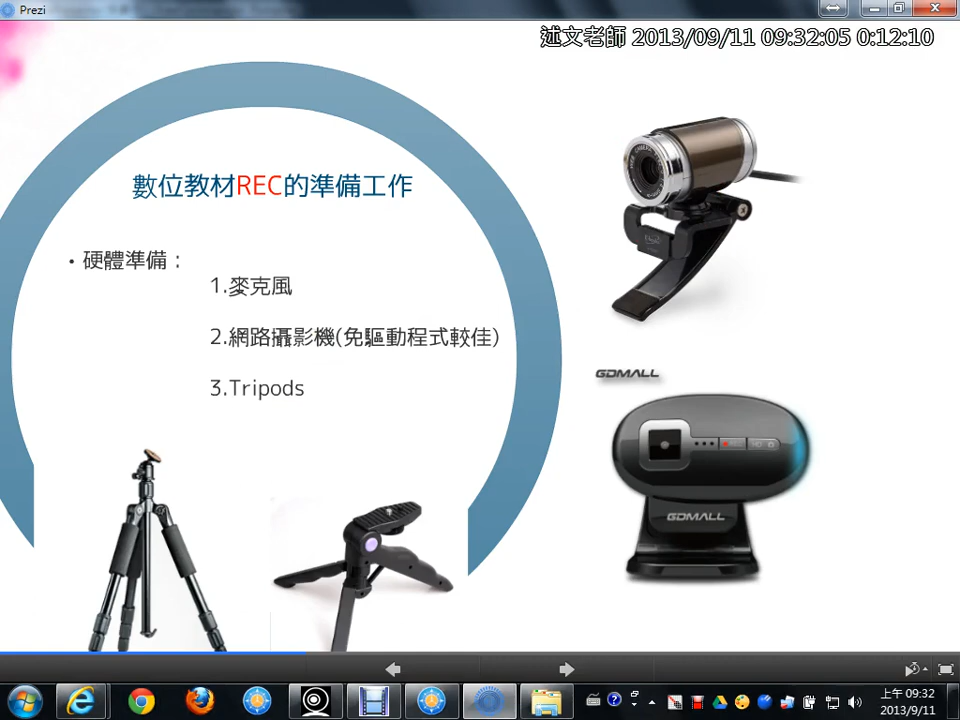 Prezi
述文老師 2013/09/11 09:32:05 0:12:10
數位教材REC的準備工作
• 硬體準備：
1.麥克風
2.網路攝影機(免驅動程式較佳)
3.Tripods
GDMALL
GDMALL
上午 09:32
2013/9/11